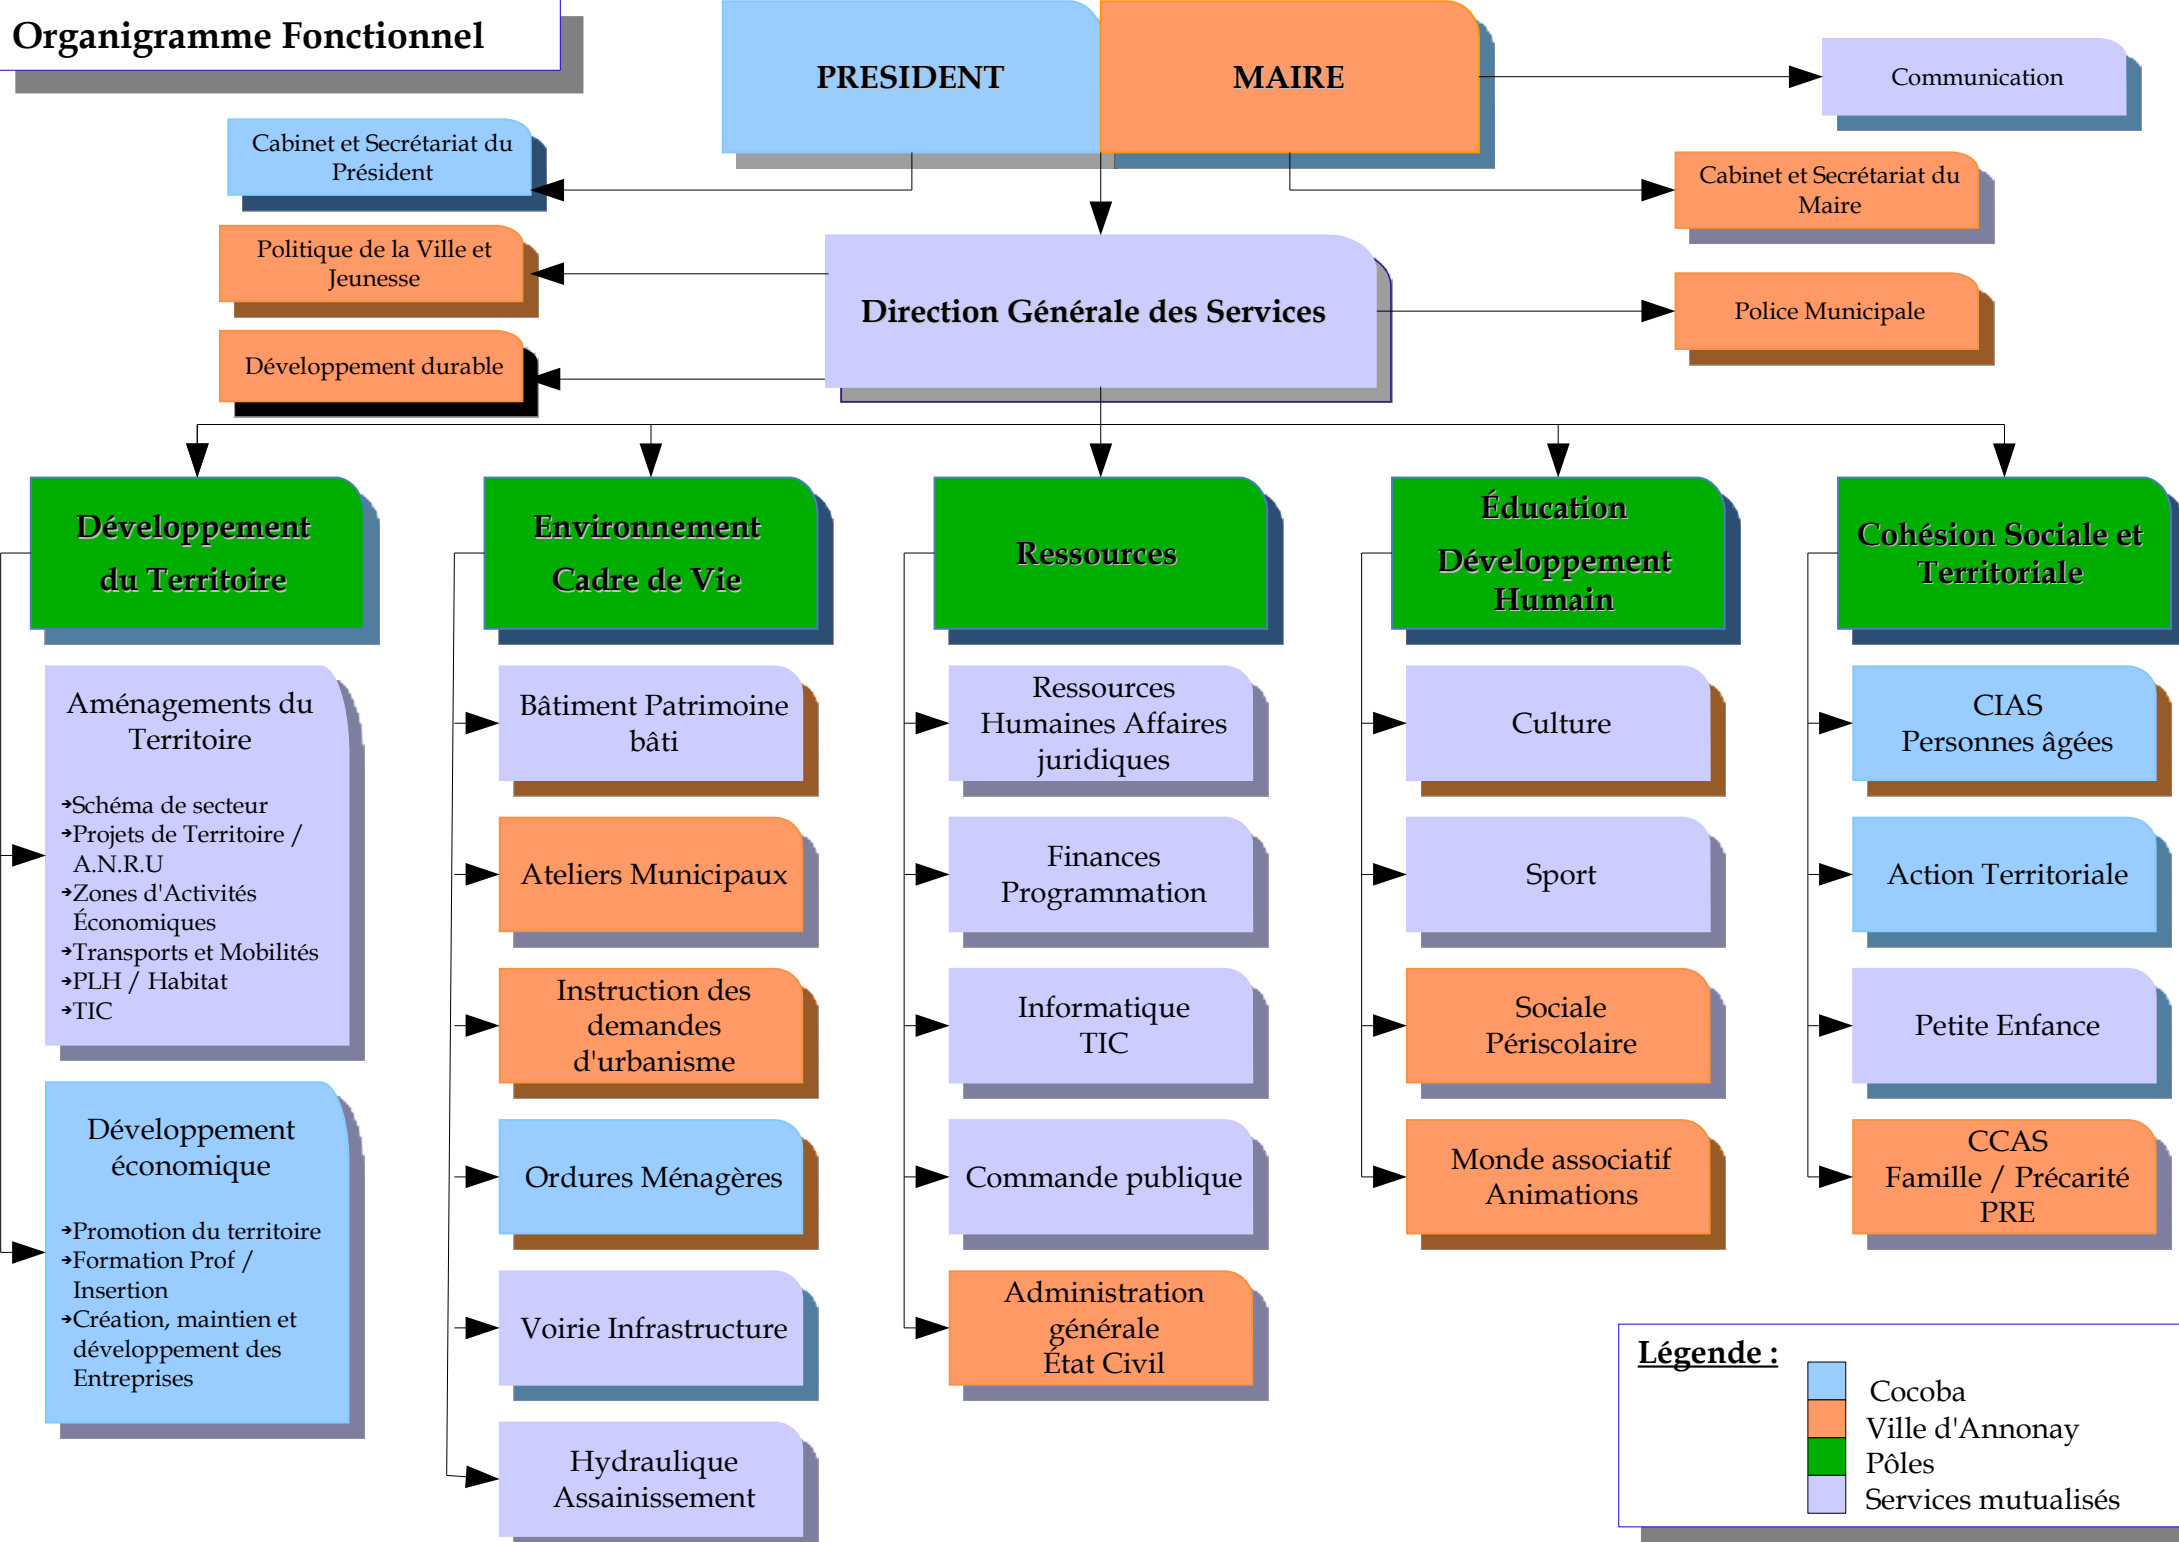 Organigramme Fonctionnel
PRESIDENT
MAIRE
Communication
Cabinet et Secrétariat du
Président
Cabinet et Secrétariat du
Maire
Politique de la Ville et
Jeunesse
Direction Générale des Services
Police Municipale
Développement durable
Développement
du Territoire
Environnement
Cadre de Vie
Ressources
Éducation
Développement
Humain
Cohésion Sociale et
Territoriale
Aménagements du
Territoire
➔Schéma de secteur
➔Projets de Territoire /
A.N.R.U
➔Zones d'Activités
Économiques
➔Transports et Mobilités
➔PLH / Habitat
➔TIC
Développement
économique
➔Promotion du territoire
➔Formation Prof /
Insertion
➔Création, maintien et
développement des
Entreprises
Bâtiment Patrimoine
bâti
Ateliers Municipaux
Instruction des
demandes
d'urbanisme
Ordures Ménagères
Voirie Infrastructure
Hydraulique
Assainissement
Ressources
Humaines Affaires
juridiques
Finances
Programmation
Informatique
TIC
Commande publique
Administration
générale
État Civil
Culture
Sport
Sociale
Périscolaire
Monde associatif
Animations
CIAS
Personnes âgées
Action Territoriale
Petite Enfance
CCAS
Famille / Précarité
PRE
Légende :
Cocoba
Ville d'Annonay
Pôles
Services mutualisés